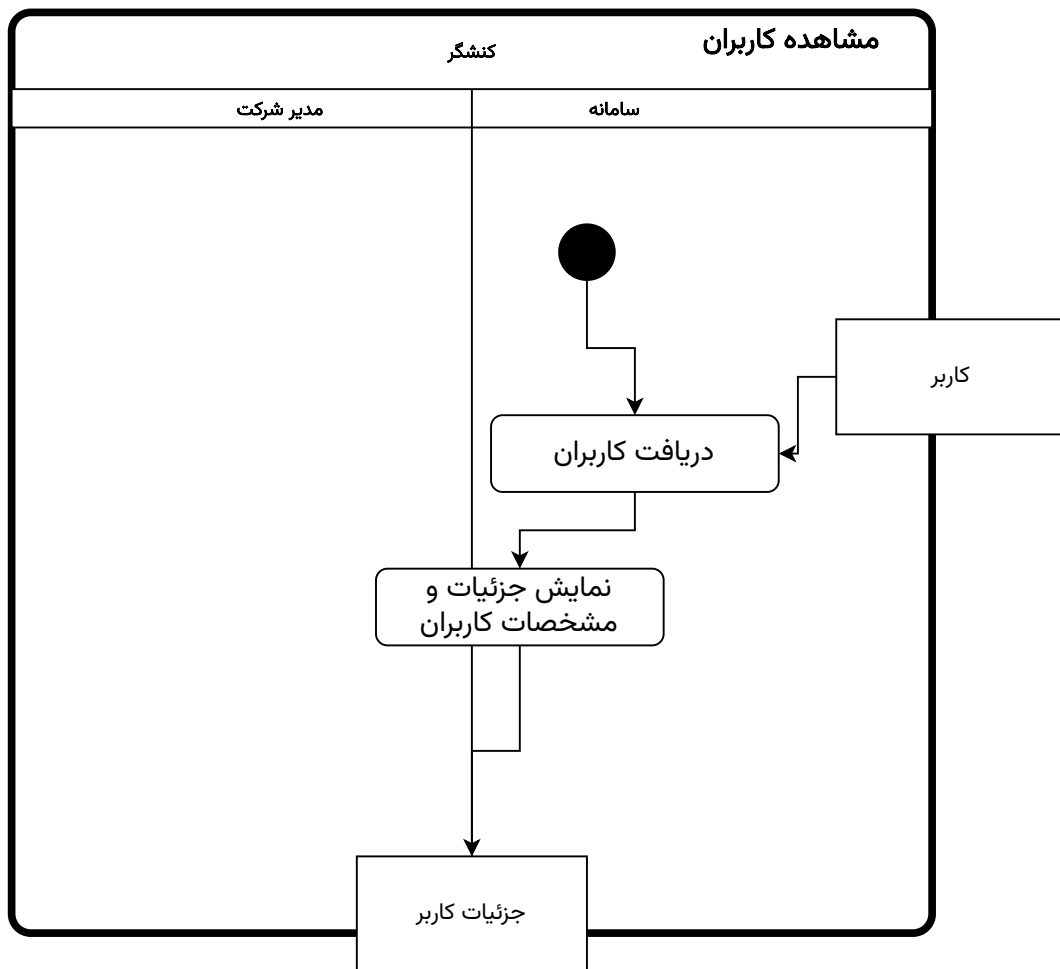 مشاهده کاربران
کنشگر
سامانه
مدیر شرکت
کاربر
دریافت کاربران
نمایش جزئیات و
مشخصات کاربران
جزئیات کاربر